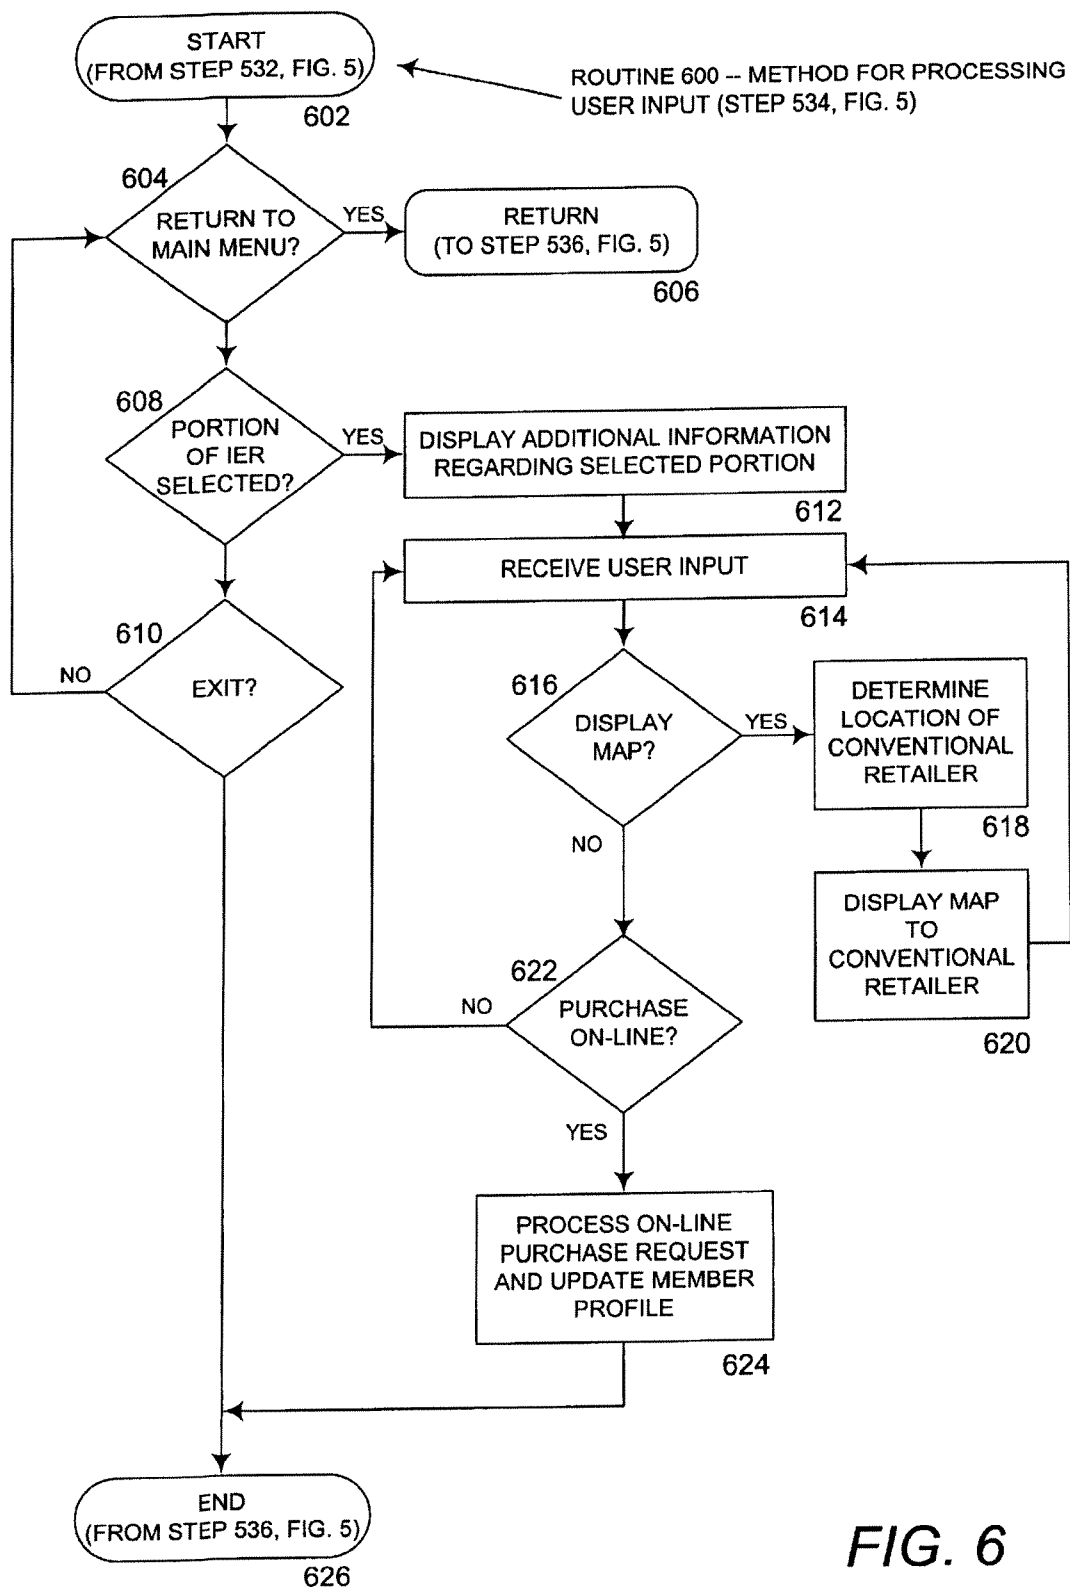 START
(FROM STEP 532, FIG. 5)
602
ROUTINE 600 -- METHOD FOR PROCESSING
USER INPUT (STEP 534, FIG. 5)
604
RETURN TO
MAIN MENU?
YES
RETURN
(TO STEP 536, FIG. 5)
606
608
PORTION
OF IER
SELECTED?
YES
DISPLAY ADDITIONAL INFORMATION
REGARDING SELECTED PORTION
612
RECEIVE USER INPUT
614
610
EXIT?
NO
616
DISPLAY
MAP?
YES
NO
DETERMINE
LOCATION OF
CONVENTIONAL
RETAILER
618
DISPLAY MAP
TO
CONVENTIONAL
RETAILER
620
622
PURCHASE
ON-LINE?
NO
YES
PROCESS ON-LINE
PURCHASE REQUEST
AND UPDATE MEMBER
PROFILE
624
END
(FROM STEP 536, FIG. 5)
626
FIG. 6